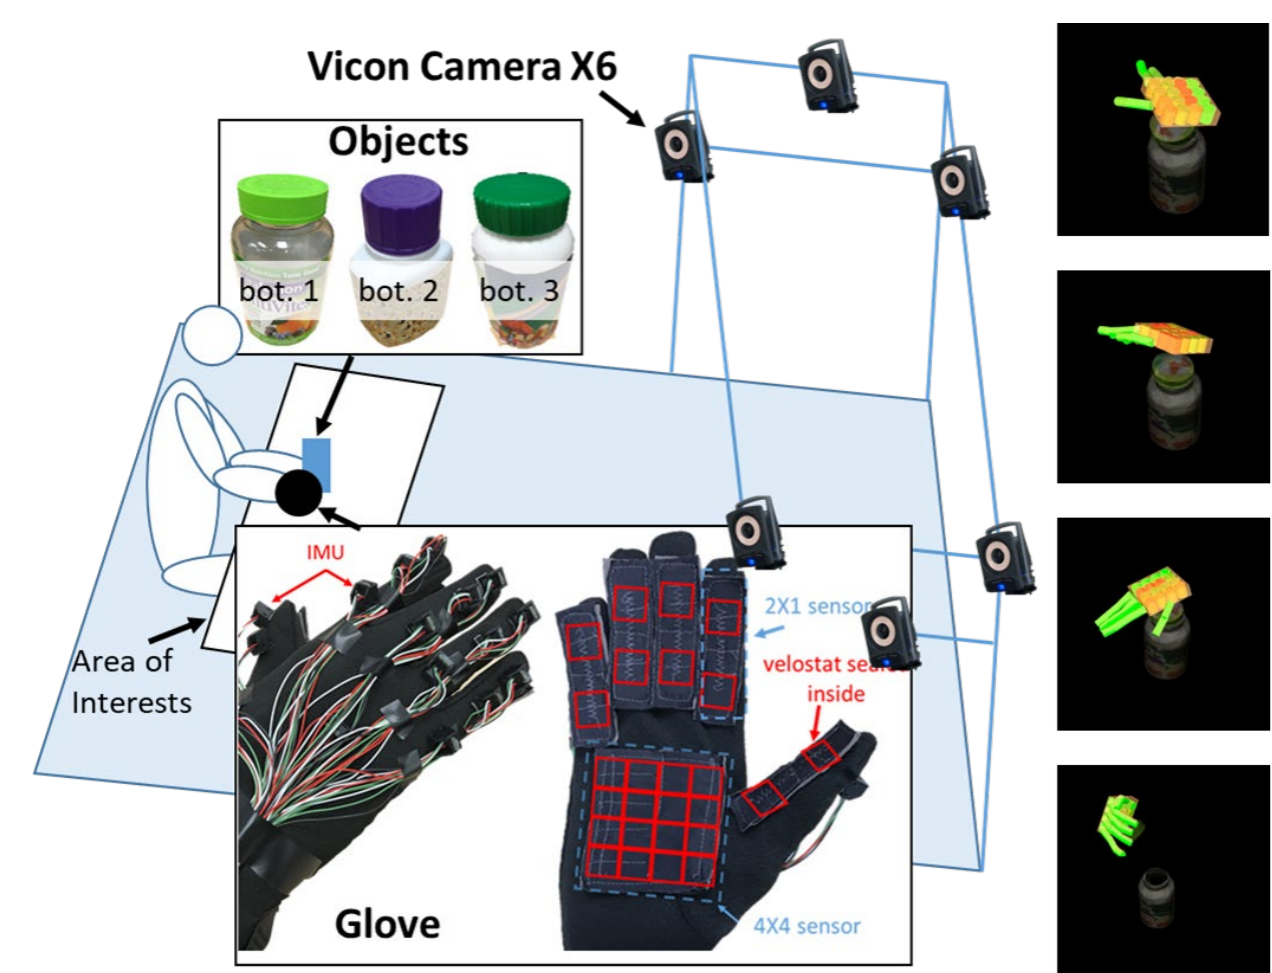 Vicon Camera X6
Objects
bot. 1
bot. 2
bot. 3
IMU
2X1 sensor
velostat
inside
Area of
Interests
Glove
4X4 sensor